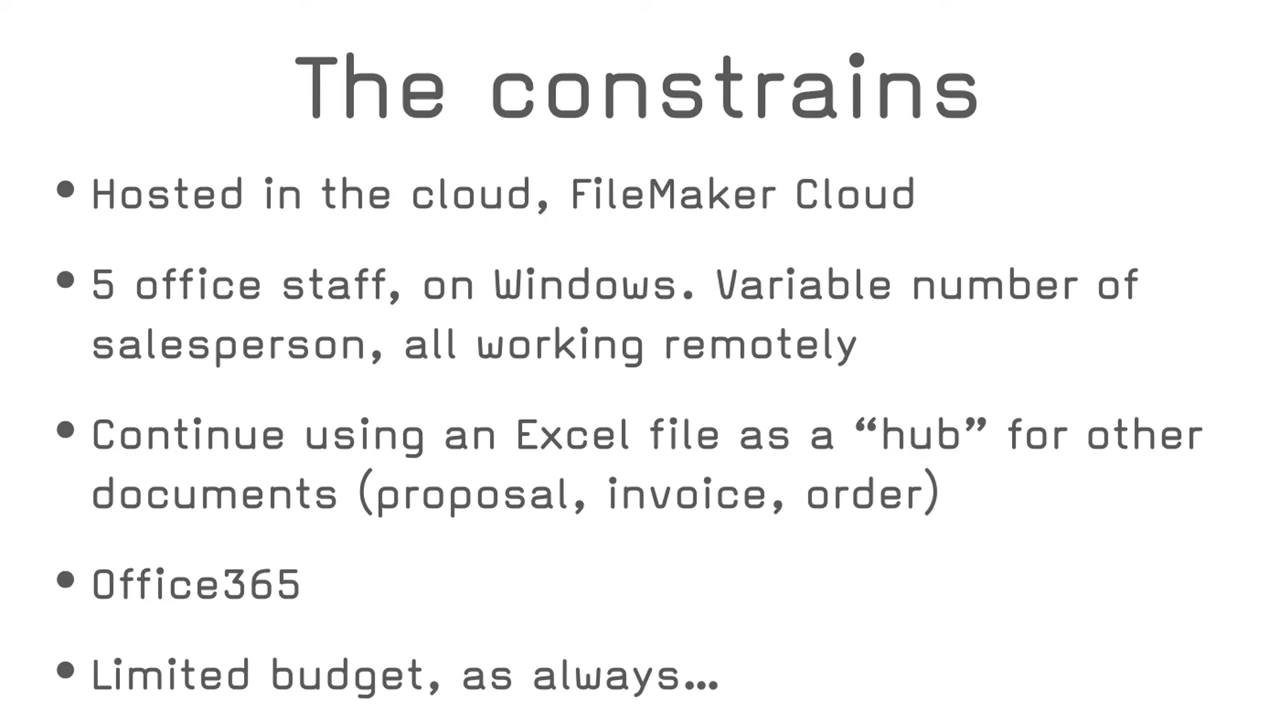 The constrains
• Hosted in the cloud, FileMaker Cloud
• 5 office staff, on Windows. Variable number of
salesperson, all working remotely
• Continue using an Excel file as a “hub” for other
documents (proposal, invoice, order)
• Office365
• Limited budget, as always…